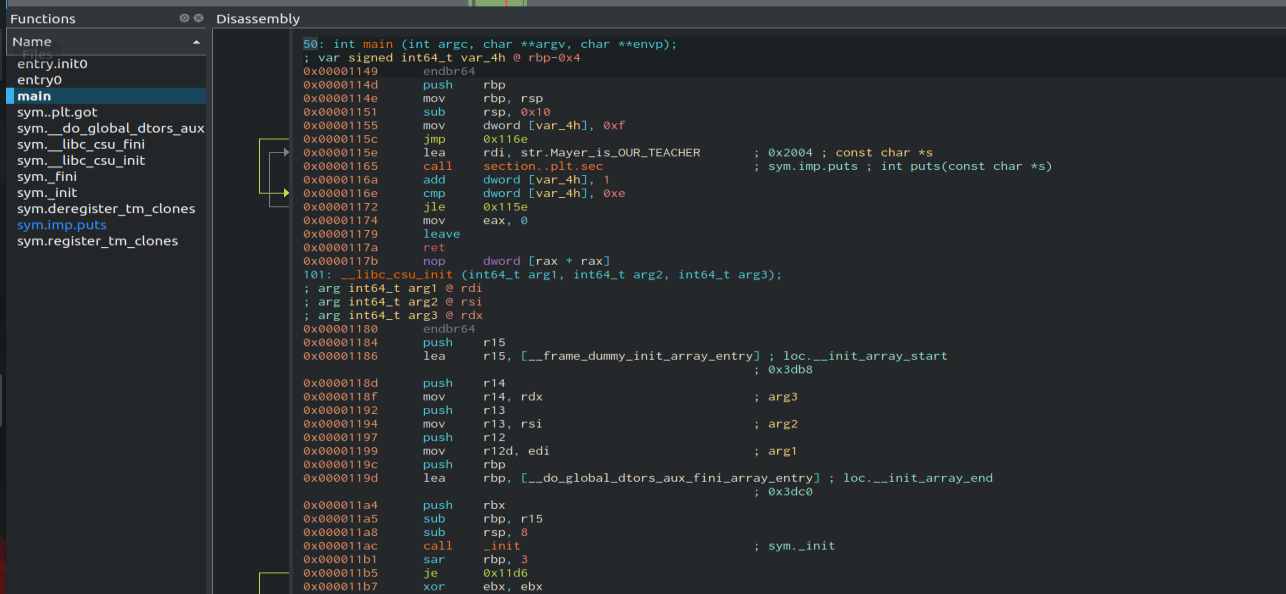 Functions
Name
Files
entry.init0
entry0
main
sym..plt.got
sym.__do_global_dtors_aux
sym.__libc_csu_fini
sym.__libc_csu_init
sym._fini
sym._init
sym.deregister_tm_clones
sym.imp.puts
sym.register_tm_clones
Disassembly
50: int main (int argc, char **argv, char **envp);
; var signed int64_t var_4h @ rbp-0x4
0x00001149 endbr64
0x0000114d push rbp
0x0000114e mov rbp, rsp
0x00001151 sub rsp, 0x10
0x00001155 mov dword [var_4h], 0xf
0x0000115c jmp 0x116e
0x0000115e lea rdi, str.Mayer_is_OUR_TEACHER ; 0x2004 ; const char *s
0x00001165 call section..plt.sec ; sym.imp.puts ; int puts(const char *s)
0x0000116a add dword [var_4h], 1
0x0000116e cmp dword [var_4h], 0xe
0x00001172 jle 0x115e
0x00001174 mov eax, 0
0x00001179 leave
0x0000117a ret
0x0000117b nop dword [rax + rax]
101: __libc_csu_init (int64_t arg1, int64_t arg2, int64_t arg3);
; arg int64_t arg1 @ rdi
; arg int64_t arg2 @ rsi
; arg int64_t arg3 @ rdx
0x00001180 endbr64
0x00001184 push r15
0x00001186 lea r15, [__frame_dummy_init_array_entry] ; loc.__init_array_start
; 0x3db8
0x0000118d push r14
0x0000118f mov r14, rdx ; arg3
0x00001192 push r13
0x00001194 mov r13, rsi ; arg2
0x00001197 push r12
0x00001199 mov r12d, edi ; arg1
0x0000119c push rbp
0x0000119d lea rbp, [__do_global_dtors_aux_fini_array_entry] ; loc.__init_array_end
; 0x3dc0
0x000011a4 push rbx
0x000011a5 sub rbp, r15
0x000011a8 sub rsp, 8
0x000011ac call _init ; sym._init
0x000011b1 sar rbp, 3
0x000011b5 je 0x11d6
0x000011b7 xor ebx, ebx